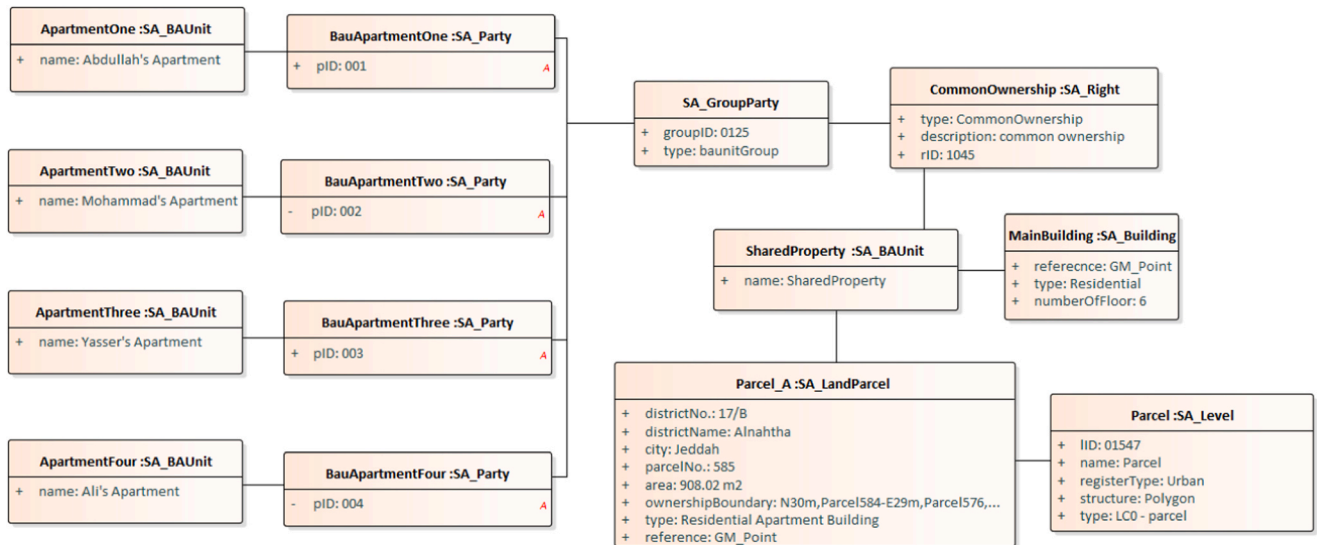 ApartmentOne :SA_BAUnit
+ name: Abdullah's Apartment
BauApartmentOne :SA_Party
+ pID: 001
A
ApartmentTwo :SA_BAUnit
+ name: Mohammad's Apartment
BauApartmentTwo :SA_Party
- pID: 002
A
ApartmentThree :SA_BAUnit
+ name: Yasser's Apartment
BauApartmentThree :SA_Party
+ pID: 003
A
ApartmentFour :SA_BAUnit
+ name: Ali's Apartment
BauApartmentFour :SA_Party
- pID: 004
A
SA_GroupParty
+ groupID: 0125
+ type: baunitGroup
CommonOwnership :SA_Right
+ type: CommonOwnership
+ description: common ownership
+ rID: 1045
SharedProperty :SA_BAUnit
+ name: SharedProperty
MainBuilding :SA_Building
+ referecnce: GM_Point
+ type: Residential
+ numberOfFloor: 6
Parcel_A :SA_LandParcel
+ districtNo.: 17/B
+ districtName: Alnahtha
+ city: Jeddah
+ parcelNo.: 585
+ area: 908.02 m2
+ ownershipBoundary: N30m,Parcel584-E29m,Parcel576,...
+ type: Residential Apartment Building
+ reference: GM_Point
Parcel :SA_Level
+ lID: 01547
+ name: Parcel
+ registerType: Urban
+ structure: Polygon
+ type: LC0 - parcel